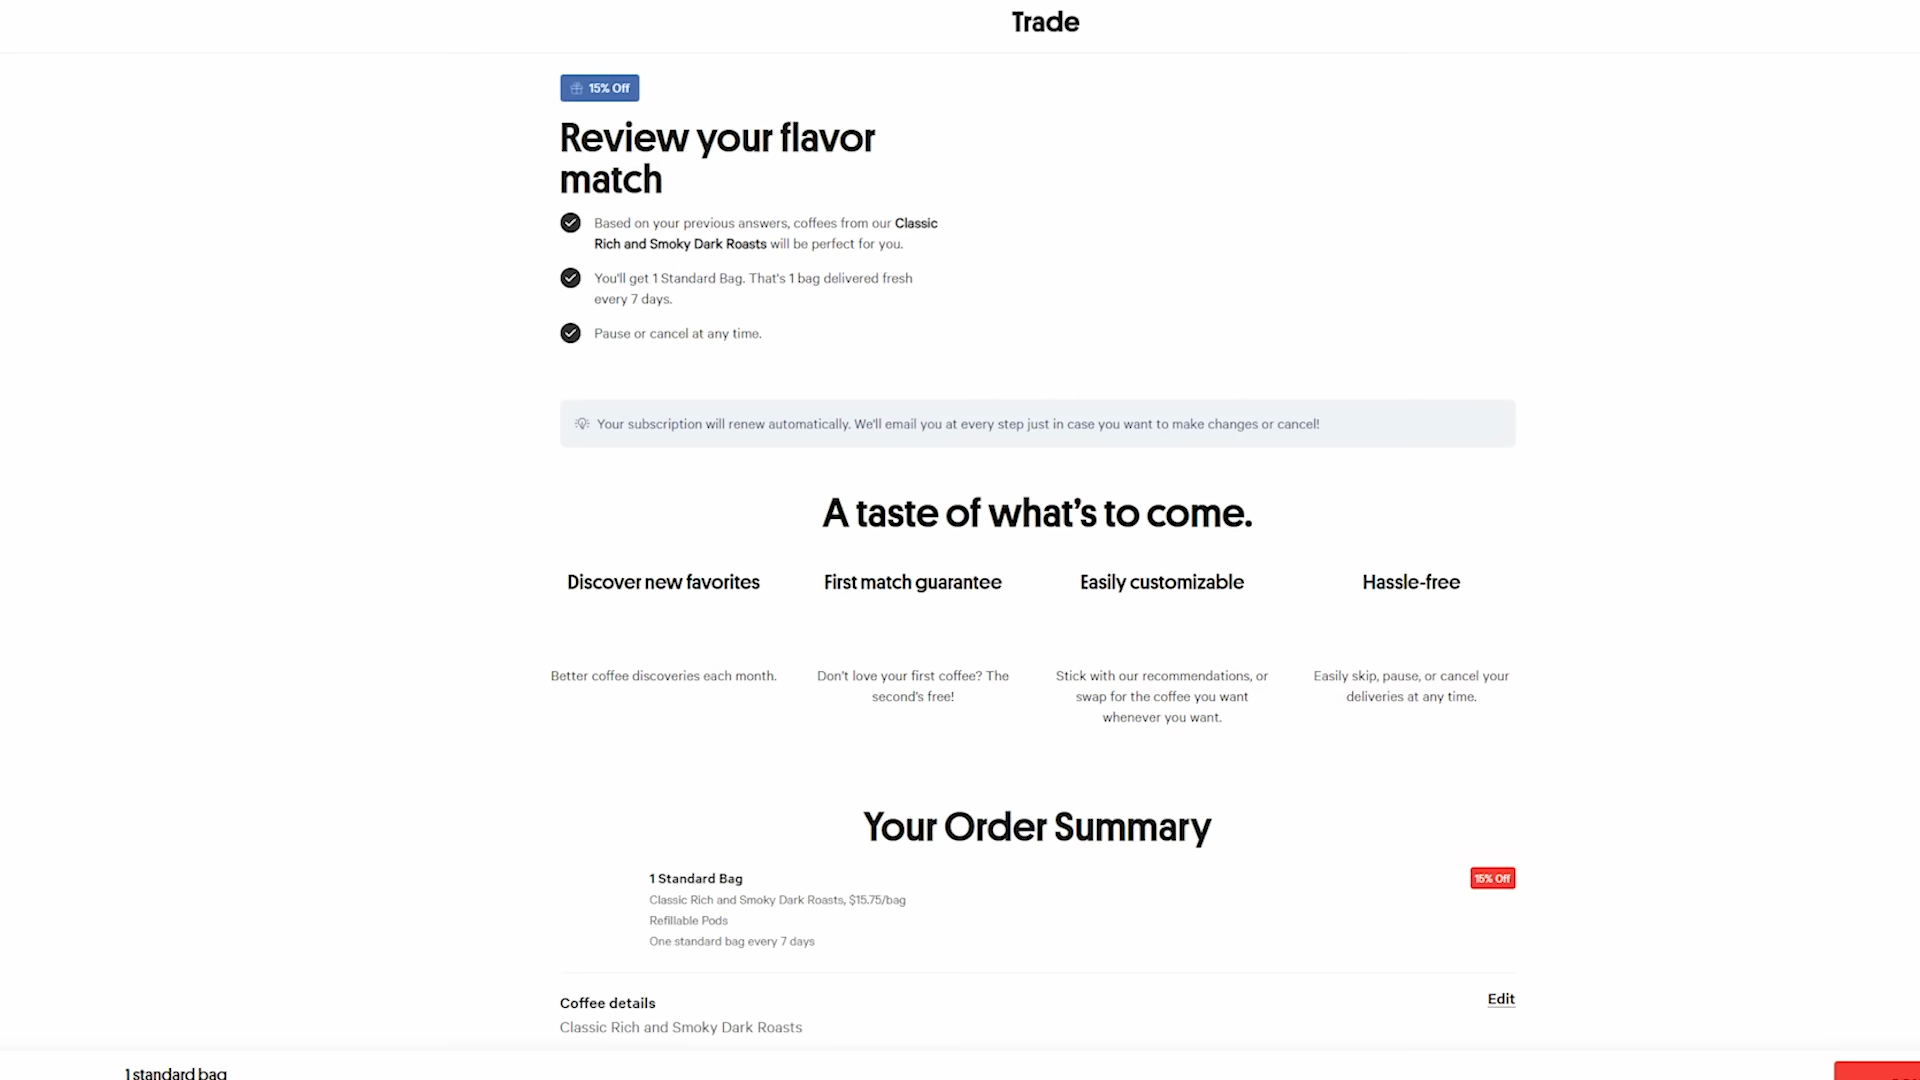 Trade
15% Off
Review your flavor
match
Based on your previous answers, coffees from our Classic
Rich and Smoky Dark Roasts will be perfect for you.
You'll get 1 Standard Bag. That's 1 bag delivered fresh
every 7 days.
Pause or cancel at any time.
Your subscription will renew automatically. We'll email you at every step just in case you want to make changes or cancel!
A taste of what's to come.
Discover new favorites
Better coffee discoveries each month.
First match guarantee
Don't love your first coffee? The
second's free!
Easily customizable
Stick with our recommendations, or
swap for the coffee you want
whenever you want.
Hassle-free
Easily skip, pause, or cancel your
deliveries at any time.
Your Order Summary
1 Standard Bag
15% Off
Classic Rich and Smoky Dark Roasts, $15.75/bag
Refillable Pods
One standard bag every 7 days
Coffee details
Edit
Classic Rich and Smoky Dark Roasts
1 standard bag